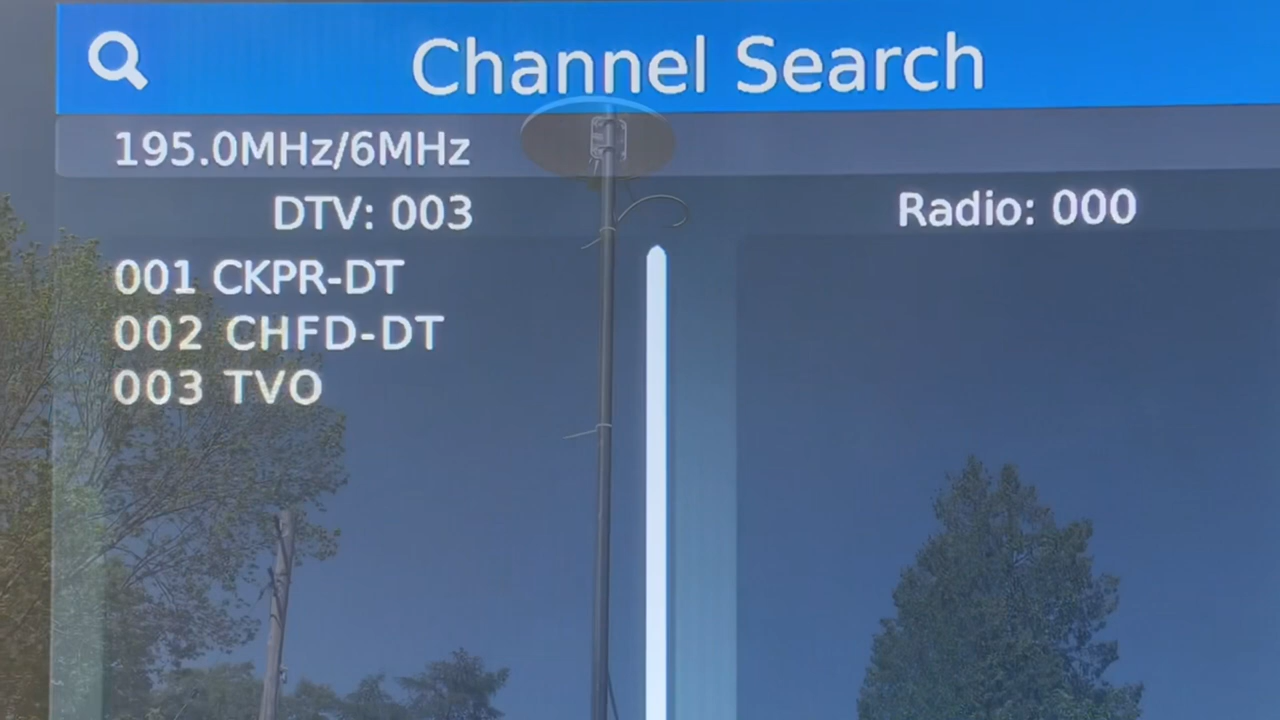 Channel Search
195.0MHz/6MHz
DTV: 003
Radio: 000
001 CKPR-DT
002 CHFD-DT
003 TVO